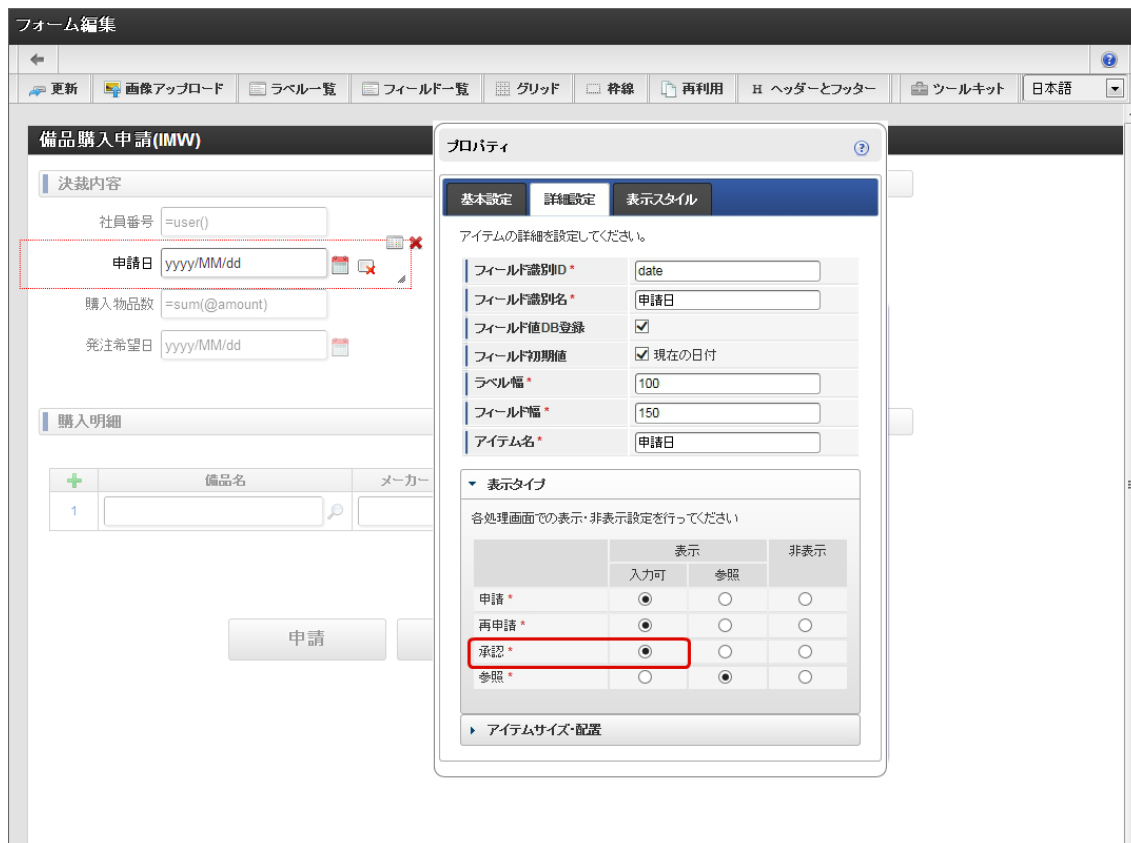 フォーム編集
更新 画像アップロード ラベル一覧 フィールド一覧 グリッド 枠線 再利用 H ヘッダーとフッター ツールキット 日本語
備品購入申請(IMW)
決裁内容
社員番号 =user()
申請日 yyyy/MM/dd
購入物品数 =sum(@amount)
発注希望日 yyyy/MM/dd
購入明細
備品名 メーカー
1
申請
プロパティ
基本設定 詳細設定 表示スタイル
アイテムの詳細を設定してください。
フィールド識別ID* date
フィールド識別名* 申請日
フィールド値DB登録
フィールド初期値 現在の日付
ラベル幅* 100
フィールド幅* 150
アイテム名* 申請日
表示タイプ
各処理画面での表示・非表示設定を行ってください
表示 非表示
入力可 参照
申請*
再申請*
承認*
参照*
アイテムサイズ・配置